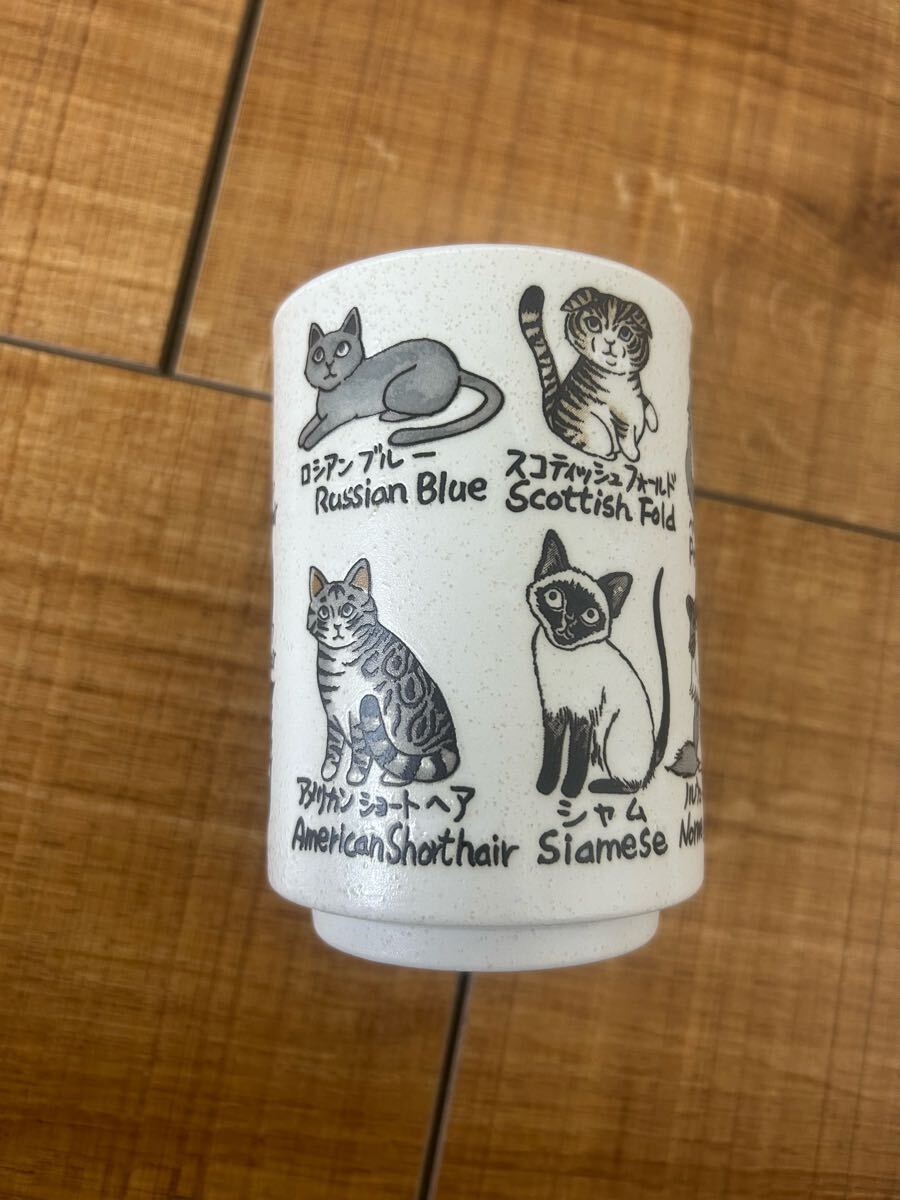 ロシアンブルー
Russian Blue
スコティッシュフォールド
Scottish Fold
アメリカンショートヘア
American Shorthair
シャム
Siamese